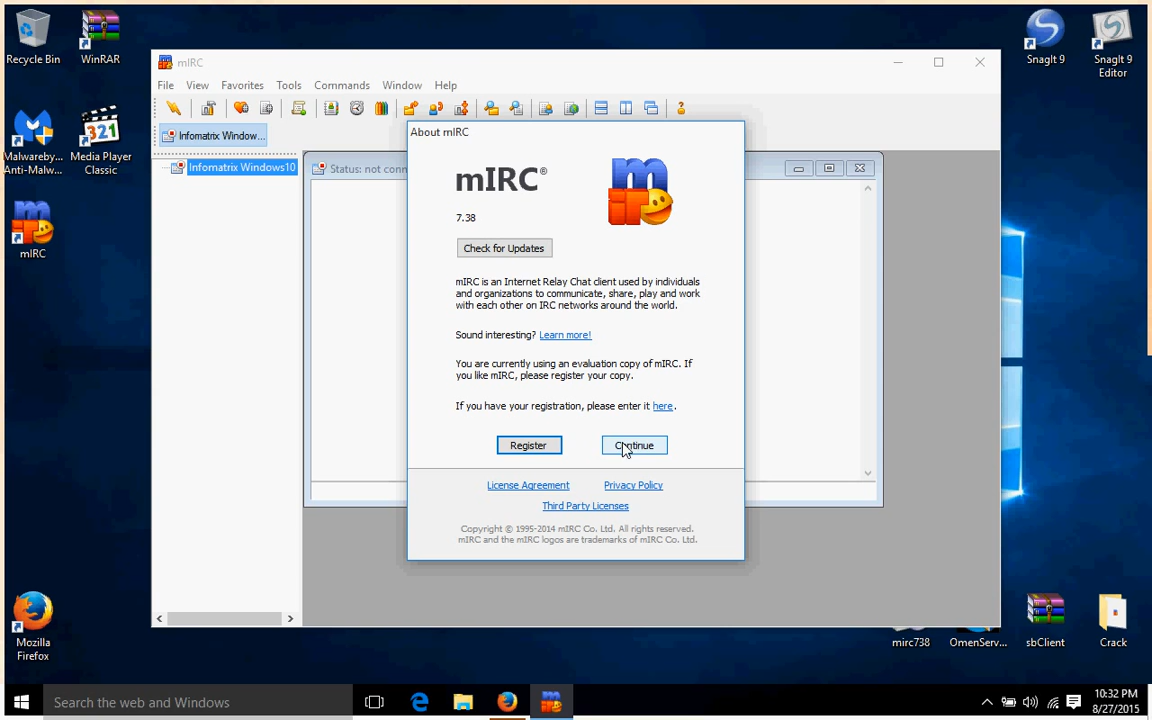 Recycle Bin
WinRAR
SnagIt 9
SnagIt 9
Editor
Malwareby...
Anti-Malw...
321
Media Player
Classic
mIRC
mIRC
File View Favorites Tools Commands Window Help
Infomatrix Window...
Infomatrix Windows10
Status: not conn
About mIRC
mIRC®
7.38
Check for Updates
mIRC is an Internet Relay Chat client used by individuals
and organizations to communicate, share, play and work
with each other on IRC networks around the world.
Sound interesting? Learn more!
You are currently using an evaluation copy of mIRC. If
you like mIRC, please register your copy.
If you have your registration, please enter it here.
Register
Continue
License Agreement
Privacy Policy
Third Party Licenses
Copyright © 1995-2014 mIRC Co. Ltd. All rights reserved.
mIRC and the mIRC logos are trademarks of mIRC Co. Ltd.
Mozilla
Firefox
mirc738
OmenServ...
sbClient
Crack
Search the web and Windows
10:32 PM
8/27/2015